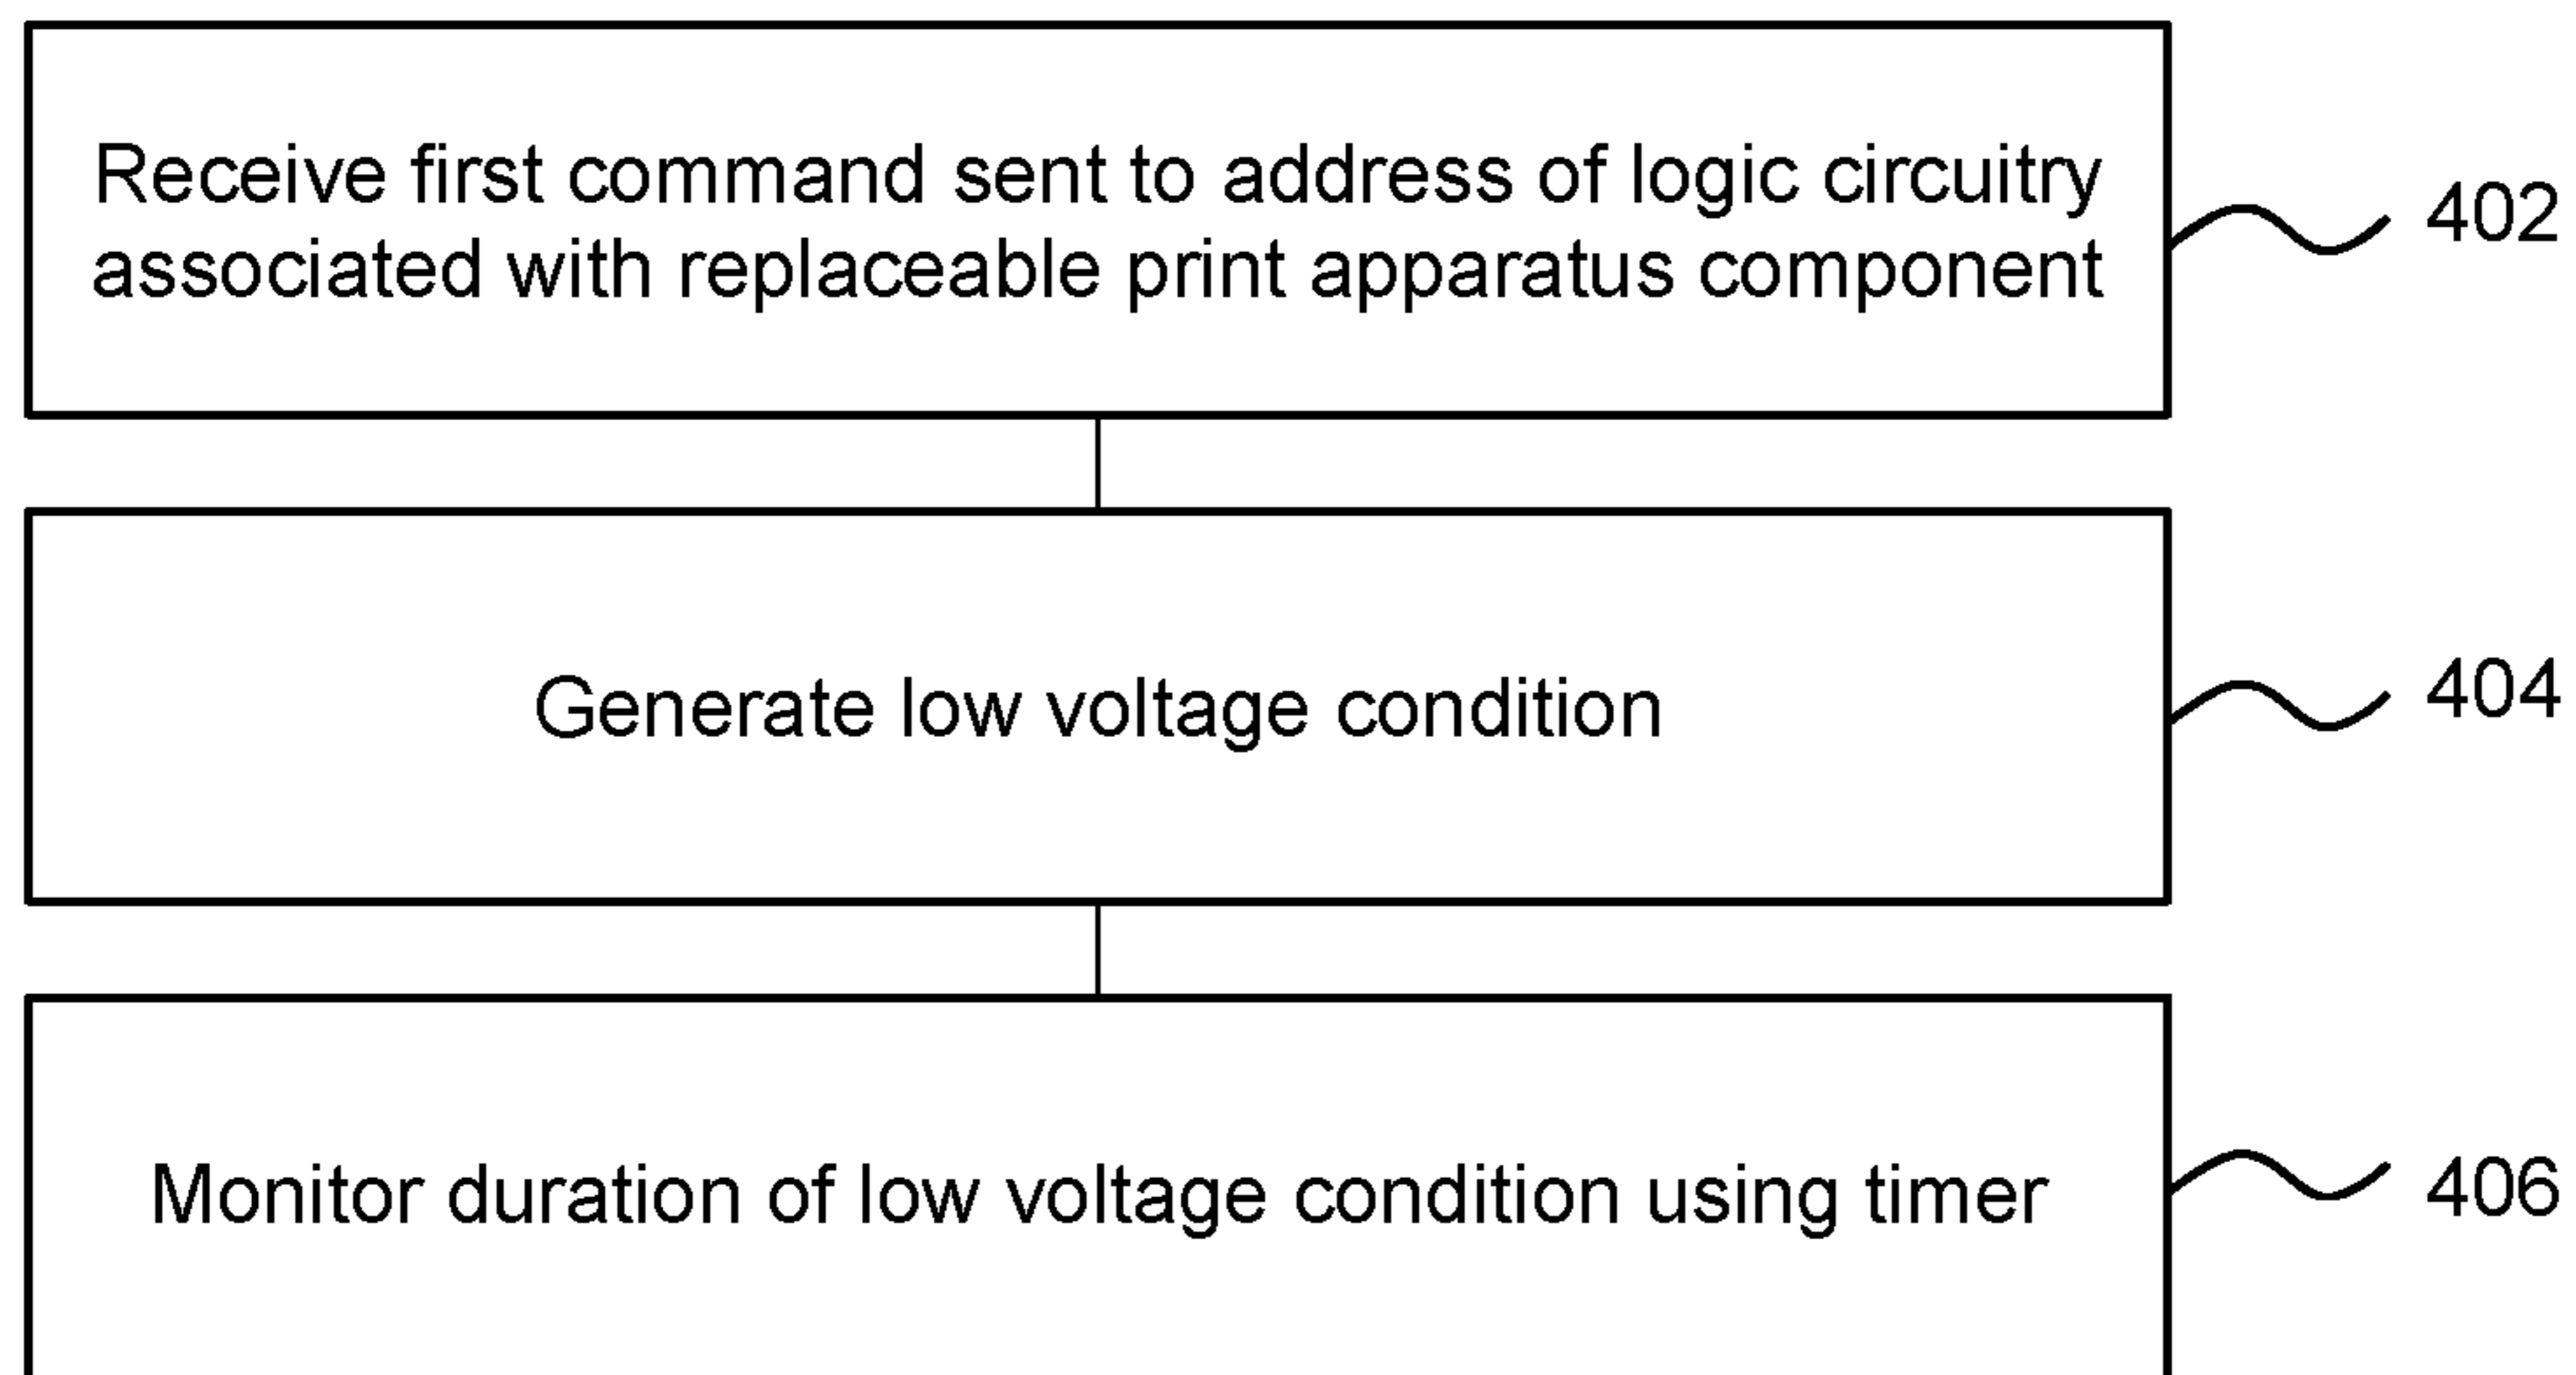 Receive first command sent to address of logic circuitry
associated with replaceable print apparatus component
402
Generate low voltage condition
404
Monitor duration of low voltage condition using timer
406